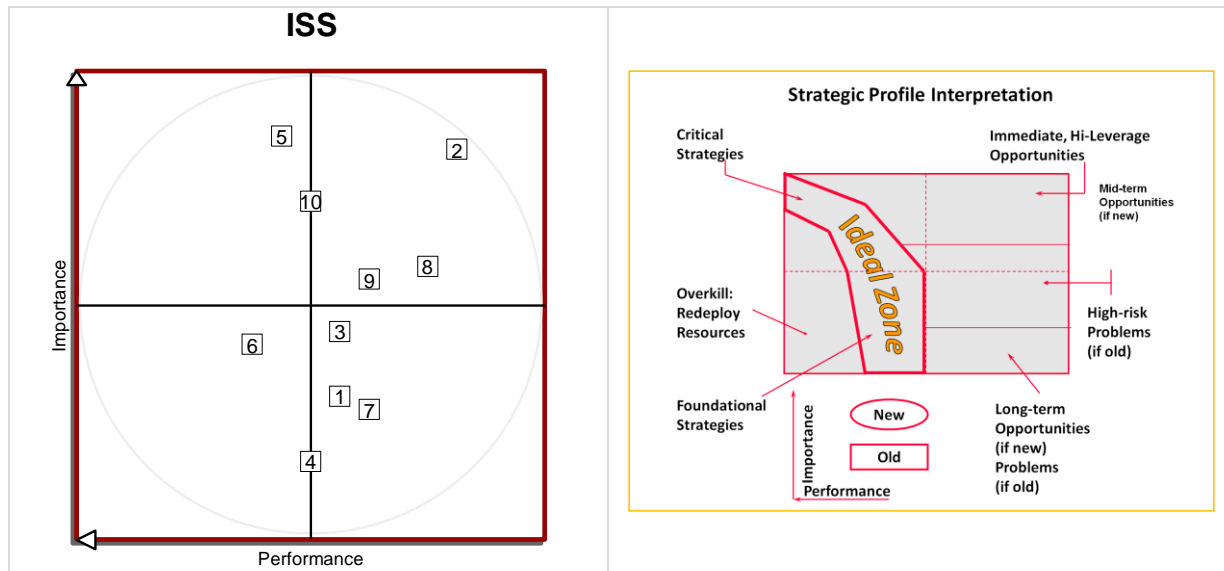 ISS
5
2
10
8
9
3
6
1
7
4
Importance
Performance
Strategic Profile Interpretation
Critical
Strategies
Immediate, Hi-Leverage
Opportunities
Mid-term
Opportunities
(if new)
Ideal Zone
Overkill:
Redeploy
Resources
High-risk
Problems
(if old)
Foundational
Strategies
New
Old
Importance
Performance
Long-term
Opportunities
(if new)
Problems
(if old)